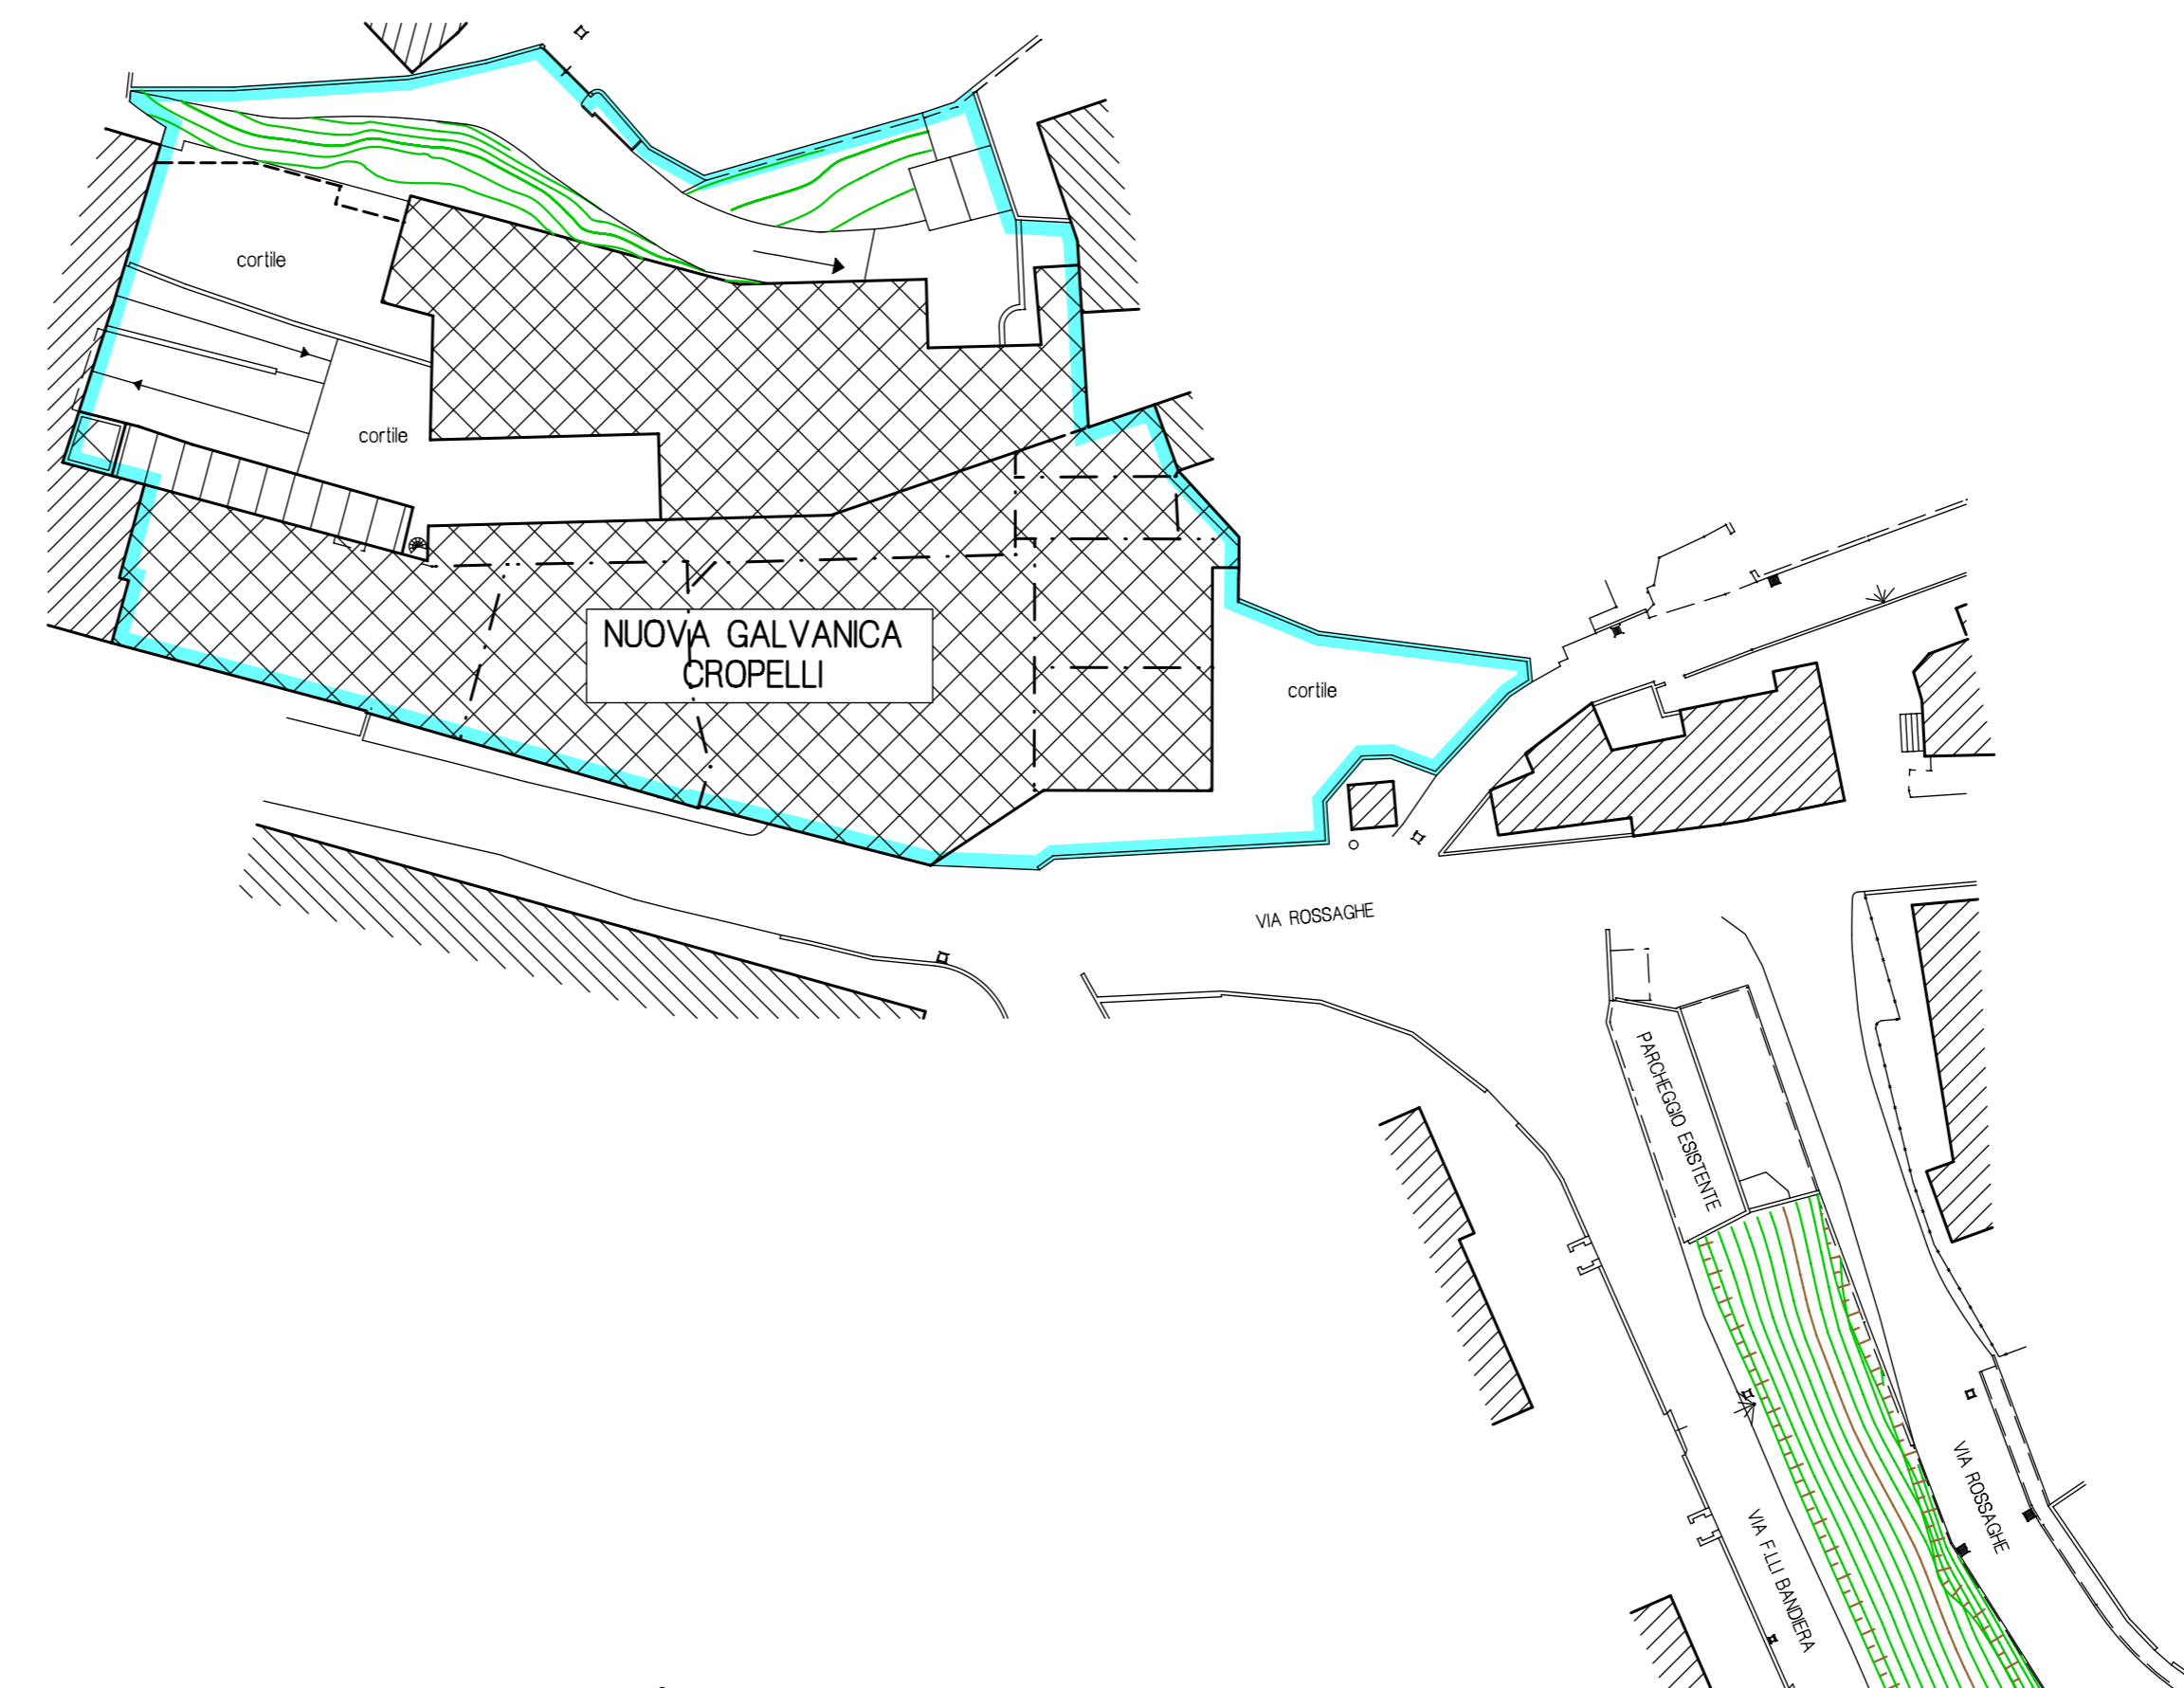 cortile
cortile
NUOVA GALVANICA
CROPELLI
cortile
VIA ROSSAGHE
PARCHEGGIO ESISTENTE
VIA ROSSAGHE
VIA F.LLI BANDIERA